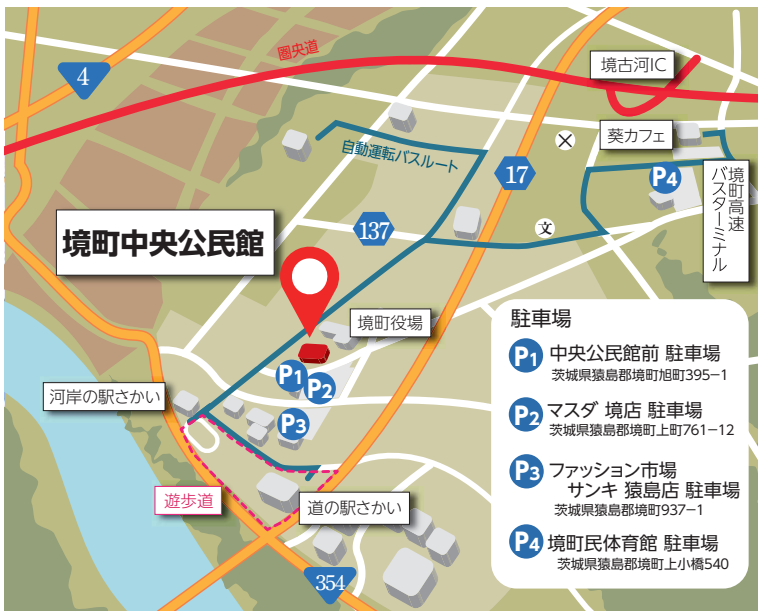 圏央道
境古河IC
4
葵カフェ
自動運転バスルート
17
P4
境町高速
バスターミナル
137
文
境町中央公民館
境町役場
駐車場
P1 中央公民館前 駐車場
茨城県猿島郡境町旭町395−1
P2 マスダ 境店 駐車場
茨城県猿島郡境町上町761−12
P3 ファッション市場
サンキ 猿島店 駐車場
茨城県猿島郡境町937−1
P4 境町民体育館 駐車場
茨城県猿島郡境町上小橋540
P1
P2
P3
河岸の駅さかい
遊歩道
道の駅さかい
354